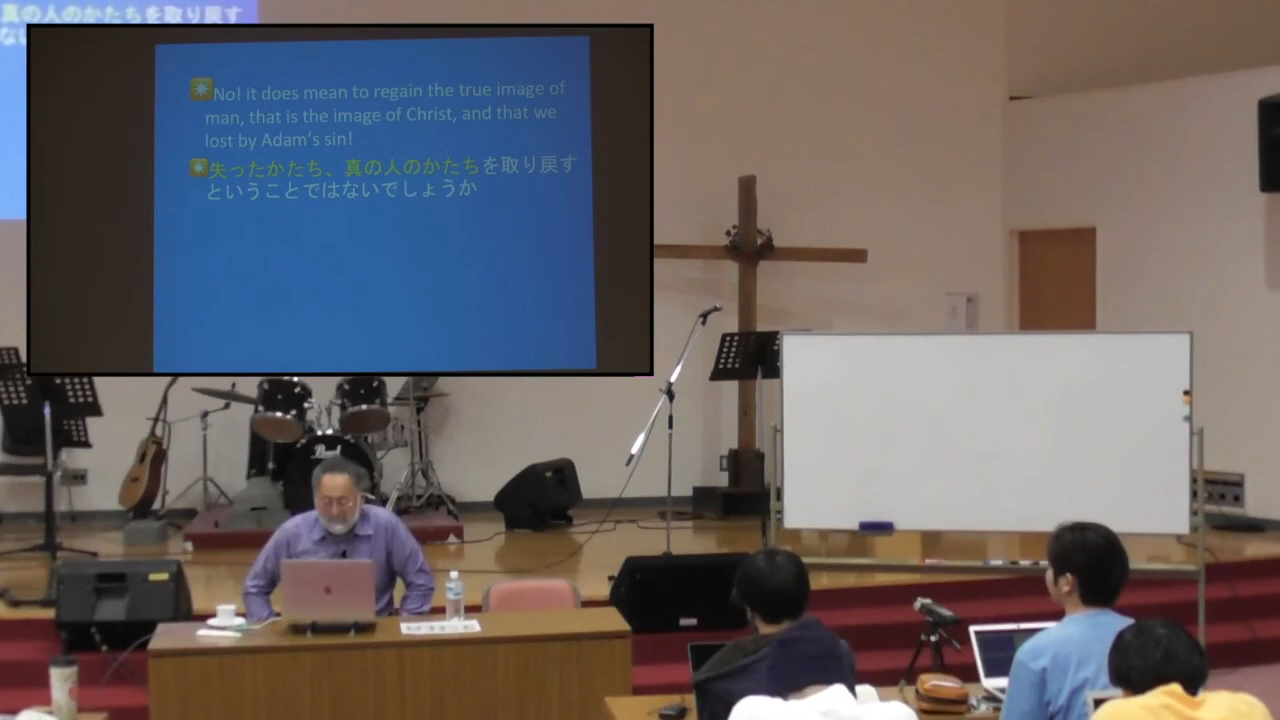 真の人のかたちを取り戻す
No! it does mean to regain the true image of
man, that is the image of Christ, and that we
lost by Adam's sin!
失ったかたち、真の人のかたちを取り戻す
ということではないでしょうか
Pearl